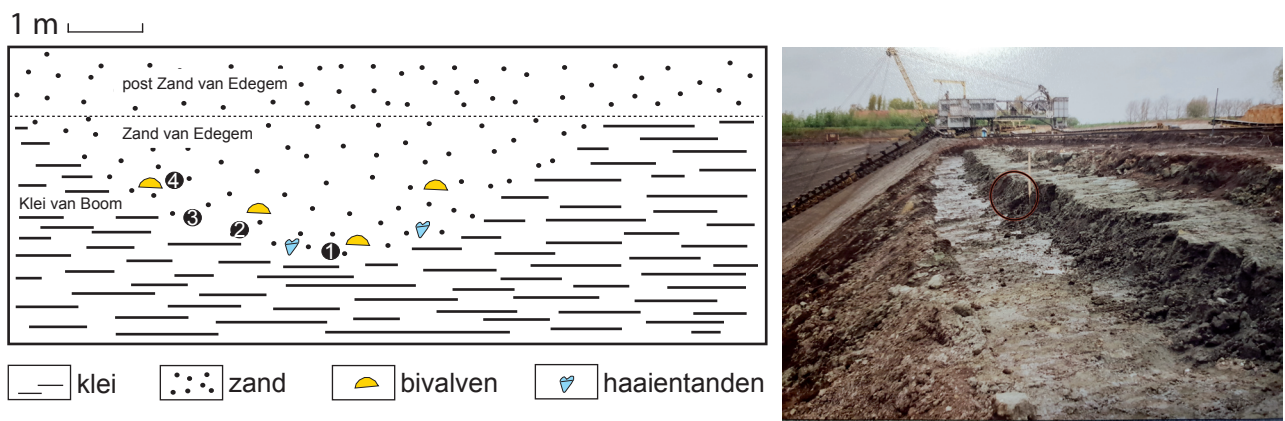 1 m
post Zand van Edegem
Zand van Edegem
Klei van Boom
4
3
2
1
klei
zand
bivalven
haaientanden